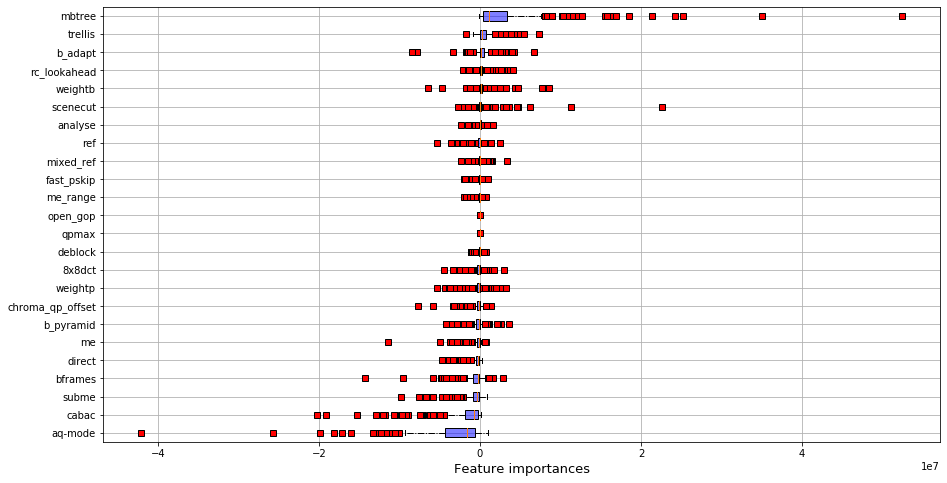 mbtree
trellis
b_adapt
rc_lookahead
weightb
scenecut
analyse
ref
mixed_ref
fast_pskip
me_range
open_gop
qpmax
deblock
8x8dct
weightp
chroma_qp_offset
b_pyramid
me
direct
bframes
subme
cabac
aq-mode
−4 −2 0 2 4
Feature importances 1e7